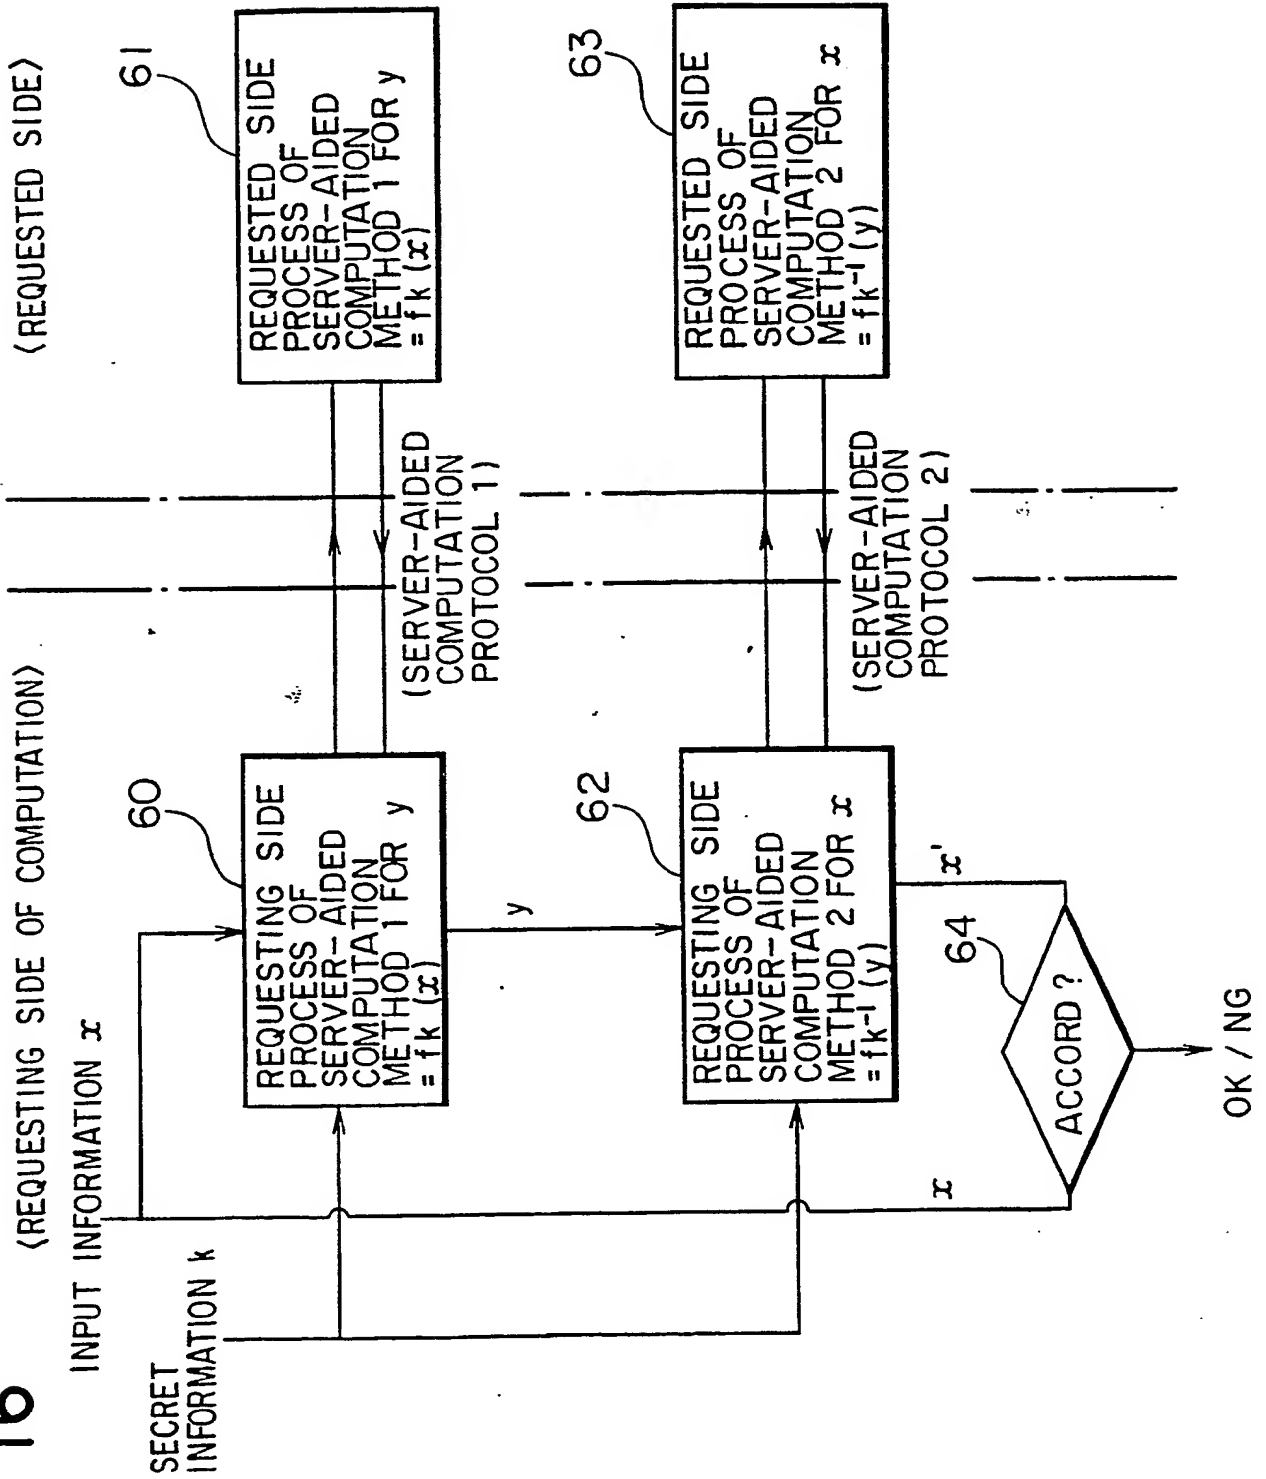 <REQUESTING SIDE OF COMPUTATION>
<REQUESTED SIDE>
INPUT INFORMATION x
SECRET
INFORMATION k
60
REQUESTING SIDE
PROCESS OF
SERVER-AIDED
COMPUTATION
METHOD 1 FOR y
=fk (x)
61
REQUESTED SIDE
PROCESS OF
SERVER-AIDED
COMPUTATION
METHOD 1 FOR y
=fk (x)
(SERVER-AIDED
COMPUTATION
PROTOCOL 1)
y
62
REQUESTING SIDE
PROCESS OF
SERVER-AIDED
COMPUTATION
METHOD 2 FOR x
=fk⁻¹ (y)
63
REQUESTED SIDE
PROCESS OF
SERVER-AIDED
COMPUTATION
METHOD 2 FOR x
=fk⁻¹ (y)
(SERVER-AIDED
COMPUTATION
PROTOCOL 2)
x
x'
64
ACCORD ?
OK / NG